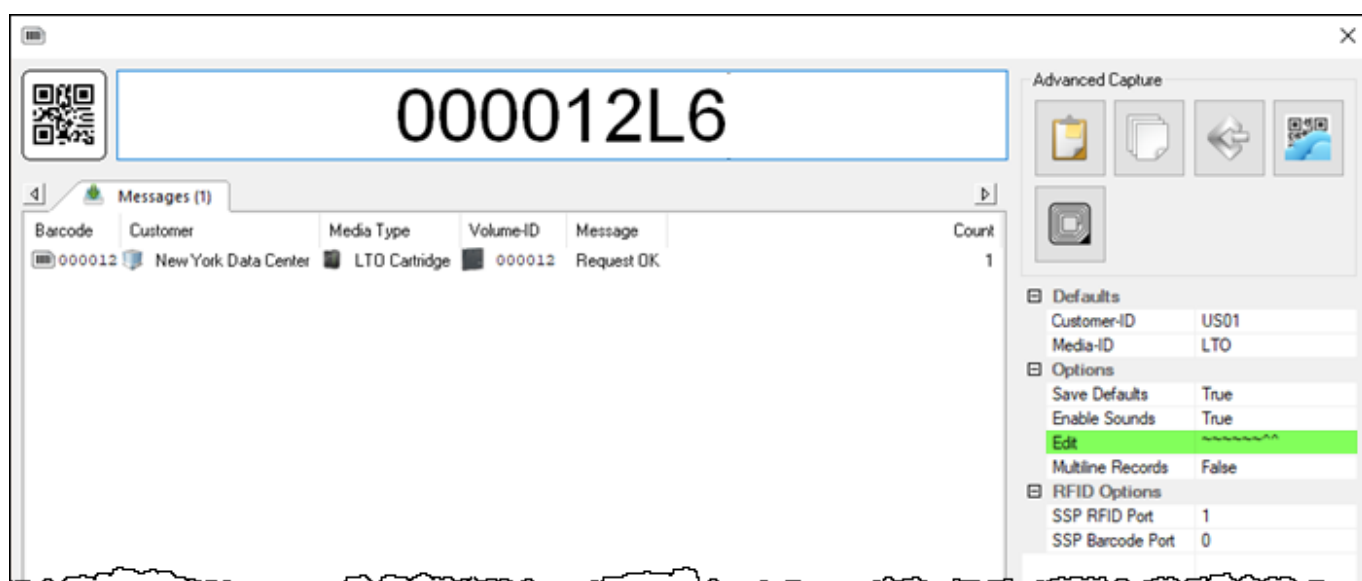 000012L6
Messages (1)
Barcode Customer Media Type Volume-ID Message Count
000012 New York Data Center LTO Cartridge 000012 Request OK 1
Advanced Capture
Defaults
Customer-ID US01
Media-ID LTO
Options
Save Defaults True
Enable Sounds True
Edit ~~~~~~^^
Multiline Records False
RFID Options
SSP RFID Port 1
SSP Barcode Port 0